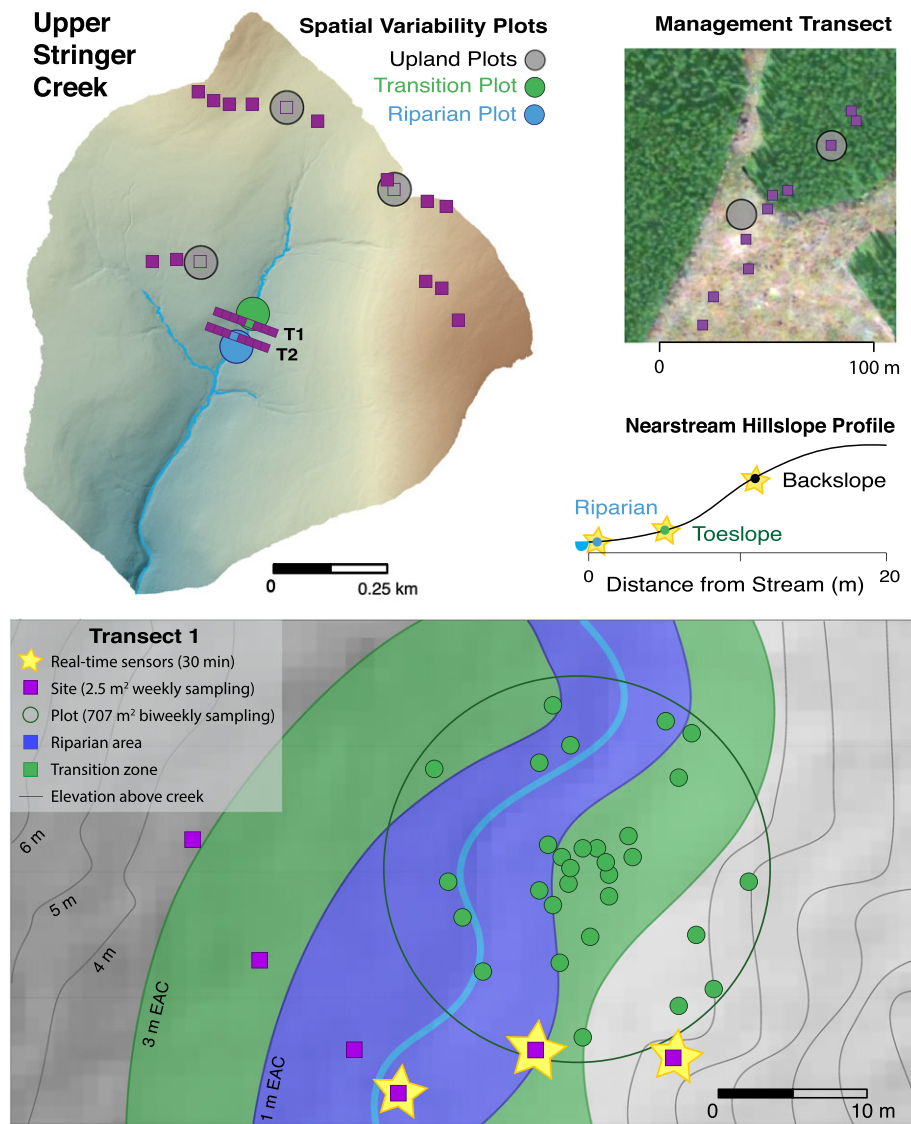 Upper
Stringer
Creek
Spatial Variability Plots
Upland Plots
Transition Plot
Riparian Plot
T1
T2
0 0.25 km
Management Transect
0 100 m
Nearstream Hillslope Profile
Backslope
Riparian
Toeslope
0 20
Distance from Stream (m)
Transect 1
Real-time sensors (30 min)
Site (2.5 m² weekly sampling)
Plot (707 m² biweekly sampling)
Riparian area
Transition zone
Elevation above creek
6 m
5 m
4 m
3 m EAC
1 m EAC
0 10 m